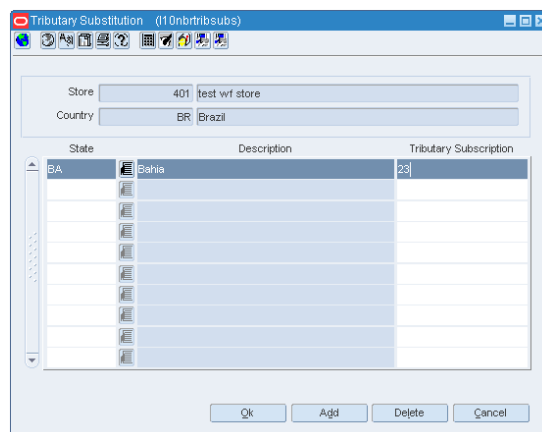 Tributary Substitution (l10nbrtribsubs)
Store 401 test wf store
Country BR Brazil
State Description Tributary Subscription
BA Bahia 23
Ok Add Delete Cancel